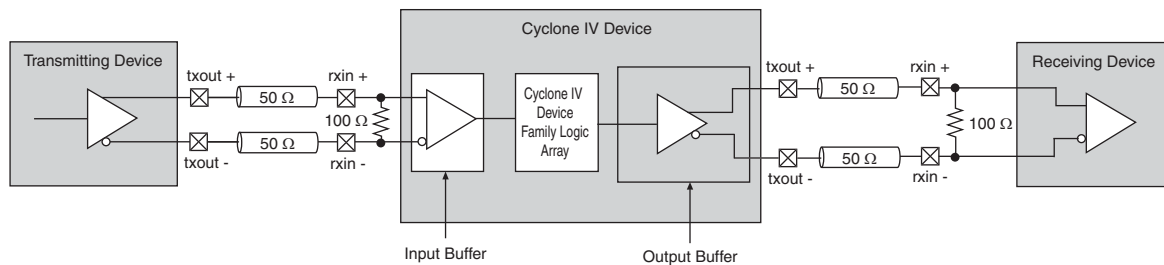 Cyclone IV Device
Transmitting Device
txout +
rxin +
50 Ω
100 Ω
50 Ω
txout -
rxin -
Cyclone IV
Device
Family Logic
Array
txout +
rxin +
50 Ω
100 Ω
50 Ω
txout -
rxin -
Receiving Device
Input Buffer
Output Buffer